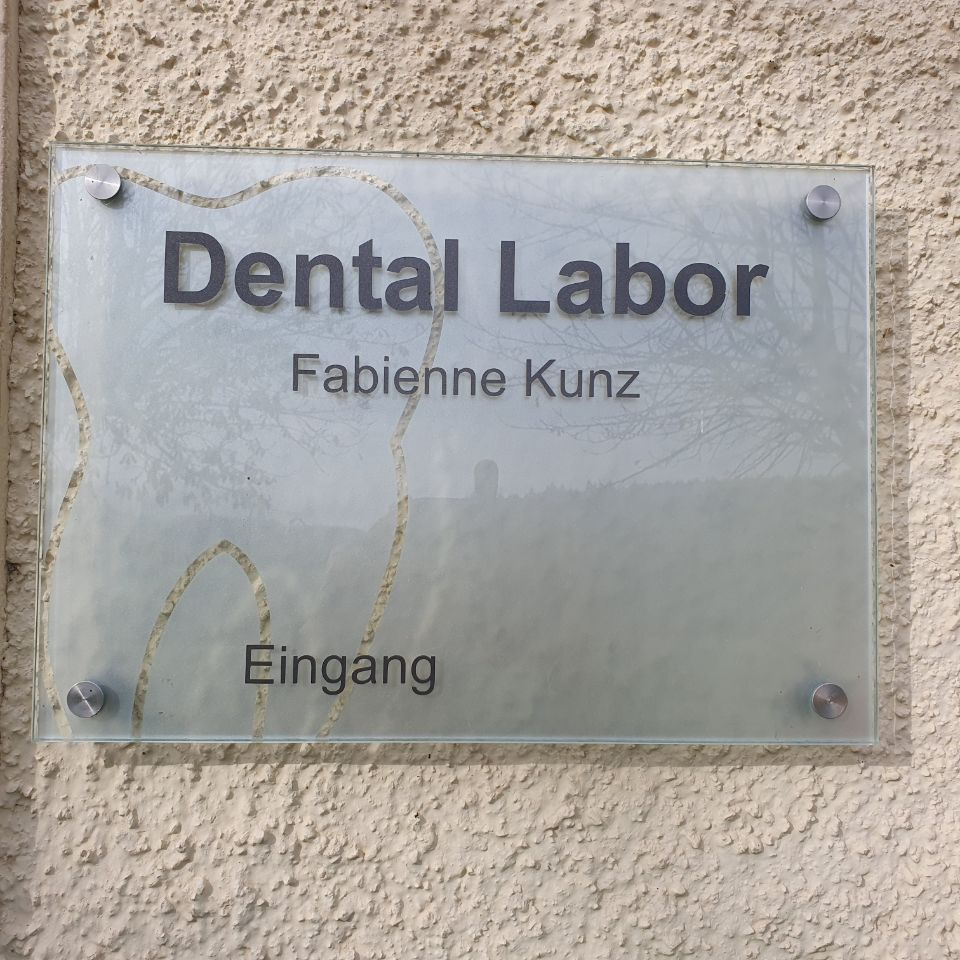 Dental Labor
Fabienne Kunz
Eingang